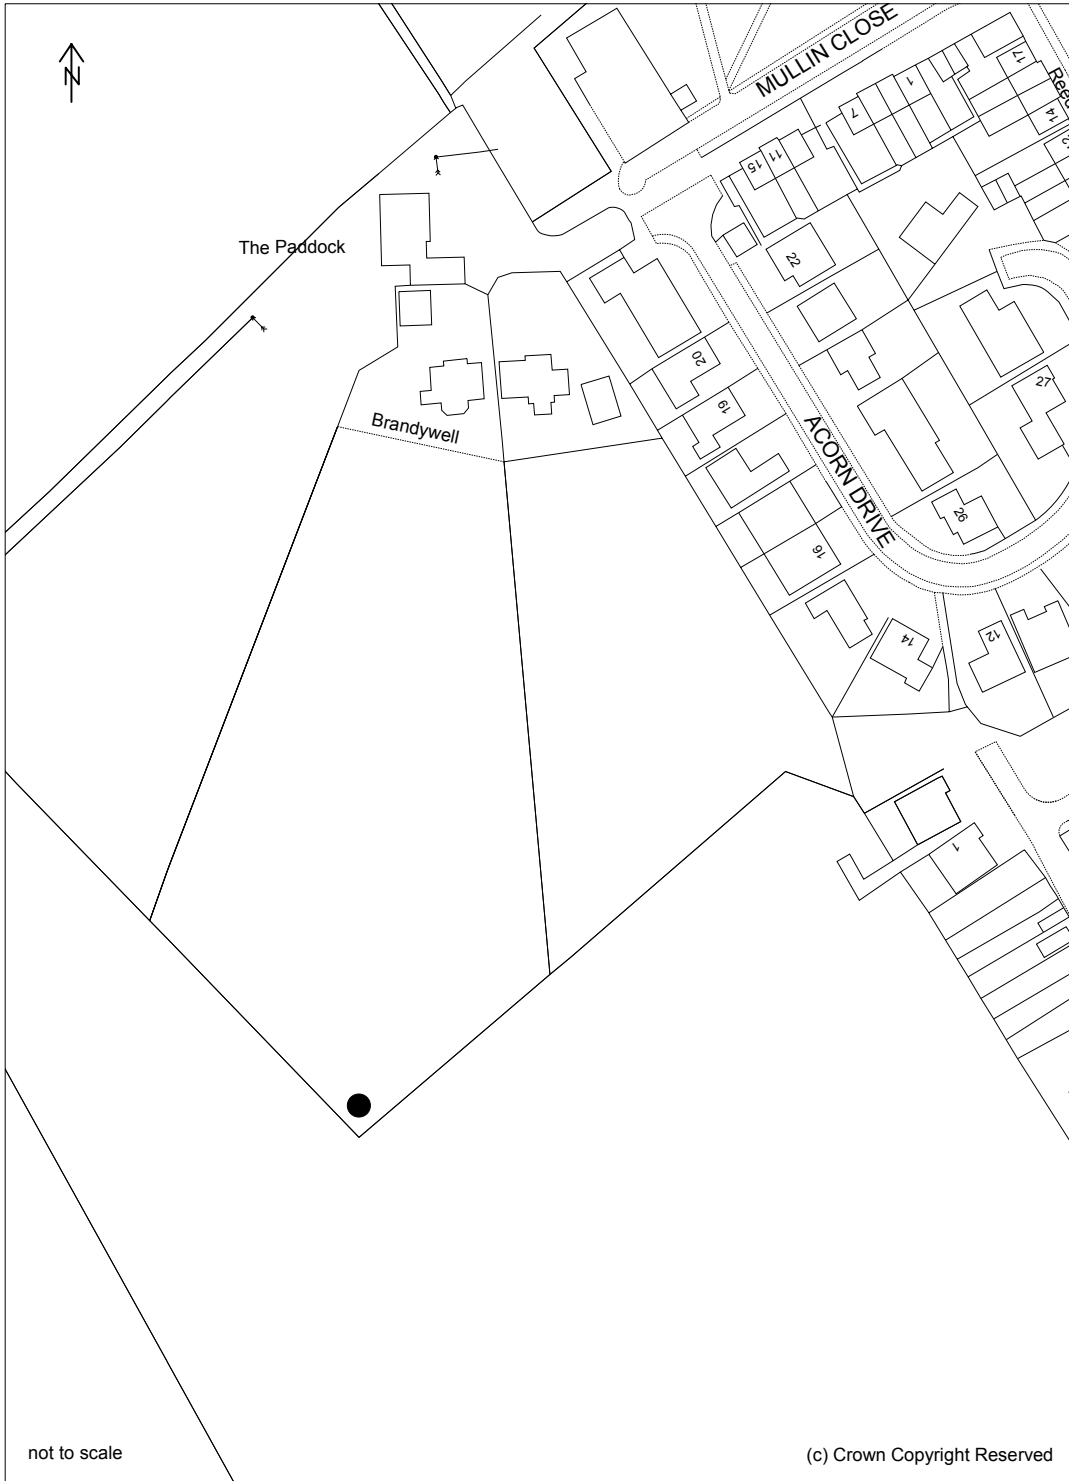 N
MULLIN CLOSE
17
1
7
14
11
15
The Paddock
22
20
27
19
Brandywell
ACORN DRIVE
26
16
14
12
1
not to scale
(c) Crown Copyright Reserved